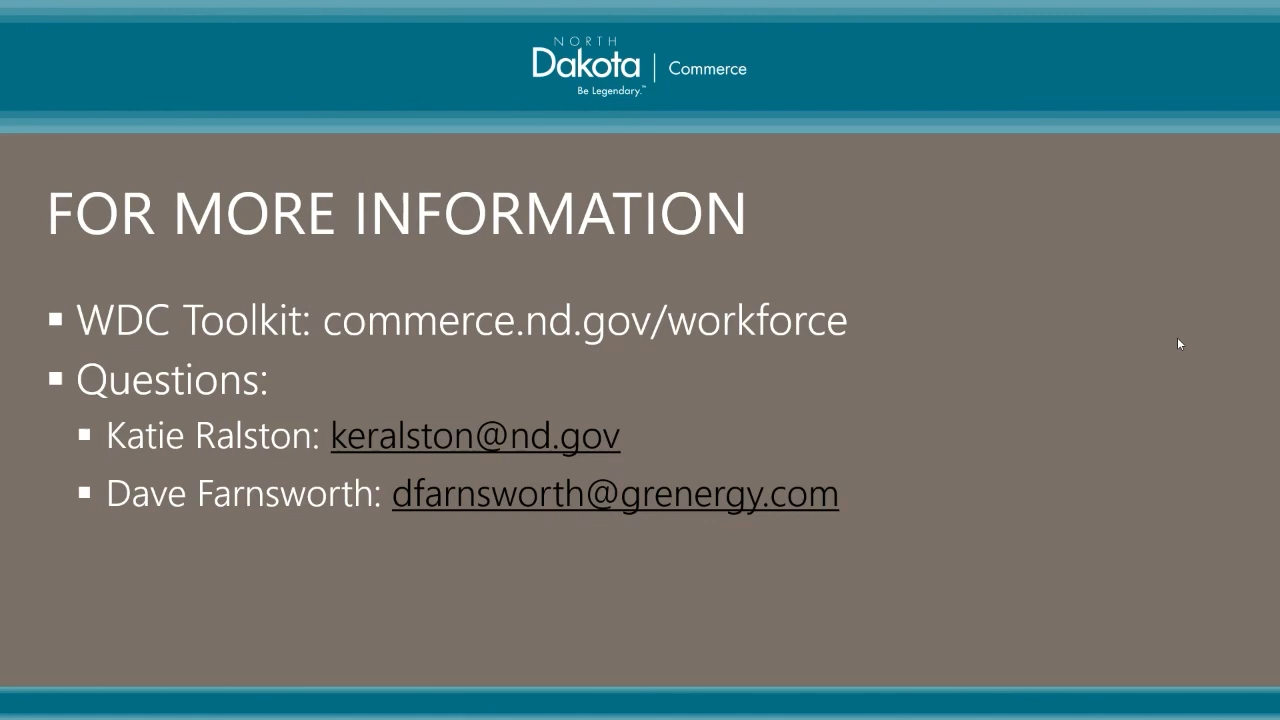 NORTH
Dakota | Commerce
Be Legendary.™
FOR MORE INFORMATION
▪ WDC Toolkit: commerce.nd.gov/workforce
▪ Questions:
▪ Katie Ralston: keralston@nd.gov
▪ Dave Farnsworth: dfarnsworth@grenergy.com